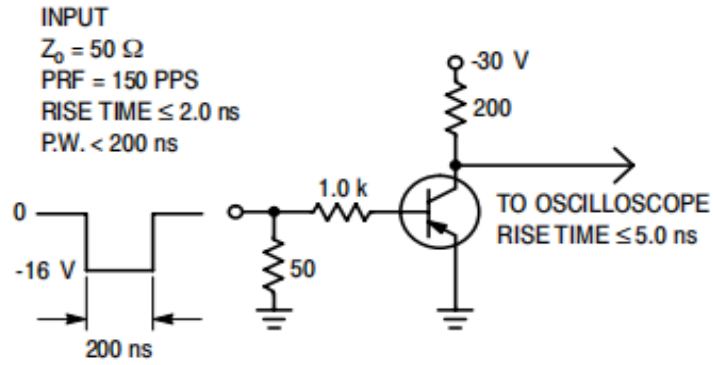 INPUT
Zo = 50 Ω
PRF = 150 PPS
RISE TIME ≤ 2.0 ns
P.W. < 200 ns
-30 V
200
1.0 k
TO OSCILLOSCOPE
RISE TIME ≤ 5.0 ns
0
-16 V
50
200 ns